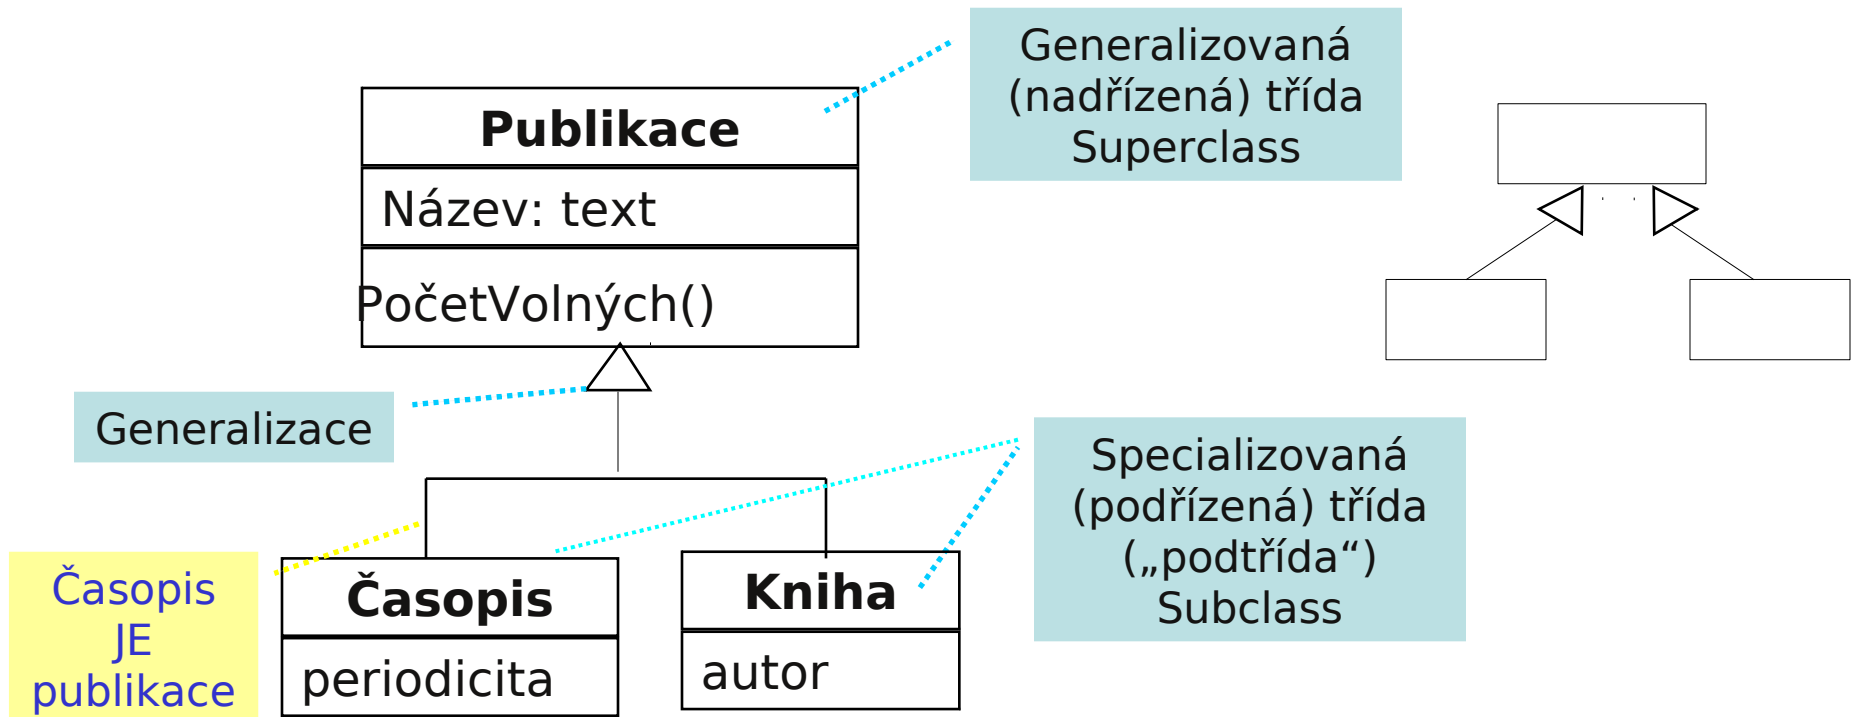 Generalizovaná
(nadřízená) třída
Superclass
Publikace
Název: text
PočetVolných()
Generalizace
Specializovaná
(podřízená) třída
(„podtřída“)
Subclass
Časopis
JE
publikace
Časopis
periodicita
Kniha
autor